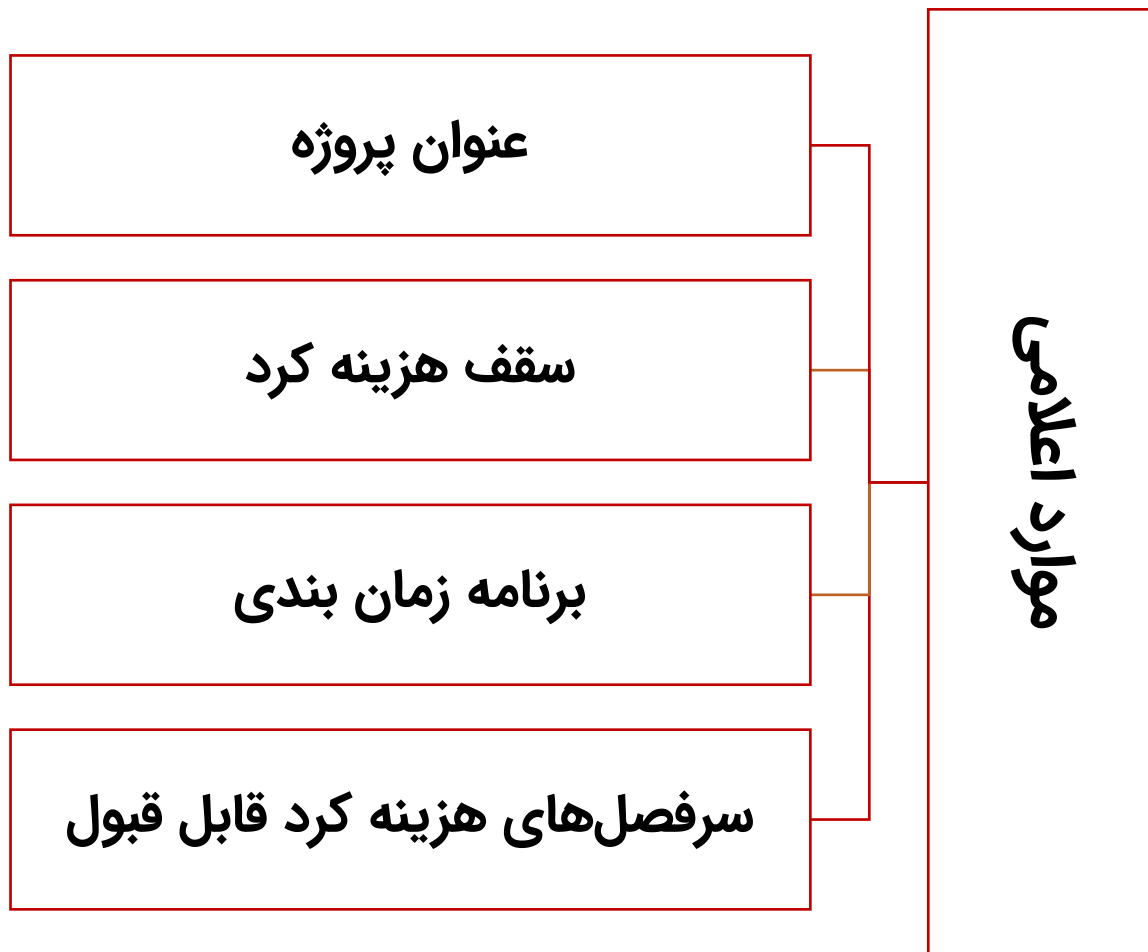 موارد اعلامی
عنوان پروژه
سقف هزینه کرد
برنامه زمان بندی
سرفصل‌های هزینه کرد قابل قبول